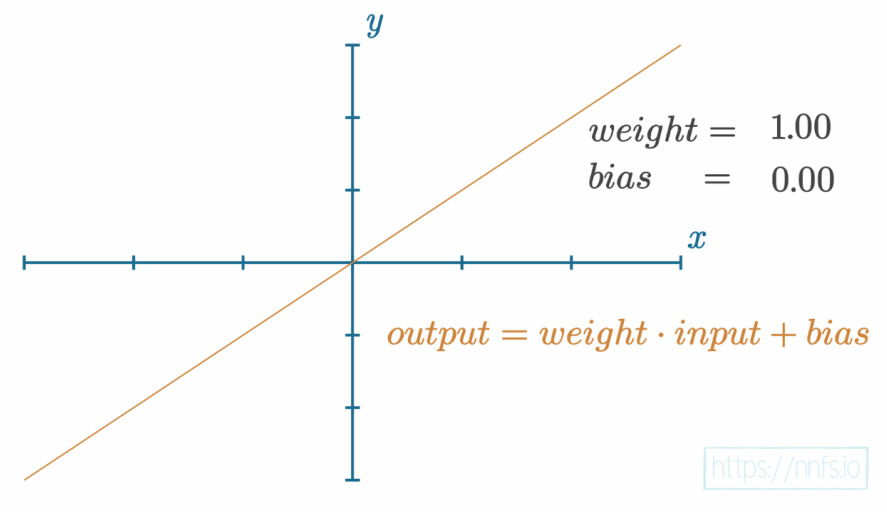 y
weight = 1.00
bias = 0.00
x
output = weight · input + bias
https://nnfs.io